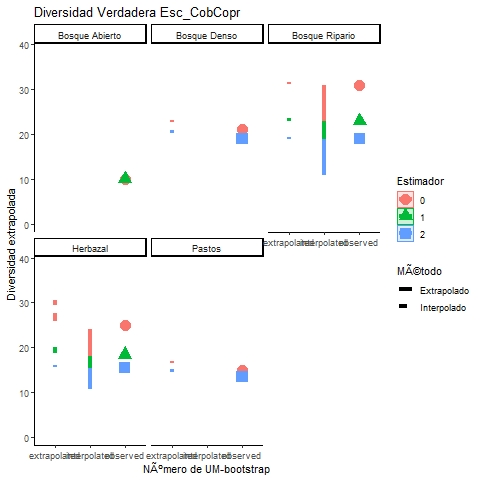 Diversidad Verdadera Esc_CobCopr
Bosque Abierto
Bosque Denso
Bosque Ripario
40
30
20
10
0
extrapolated
interpolated
observed
Herbazal
Pastos
40
30
20
10
0
extrapolated
interpolated
observed
extrapolated
interpolated
observed
Diversidad extrapolada
NÃºmero de UM-bootstrap
Estimador
0
1
2
MÃ©todo
Extrapolado
Interpolado